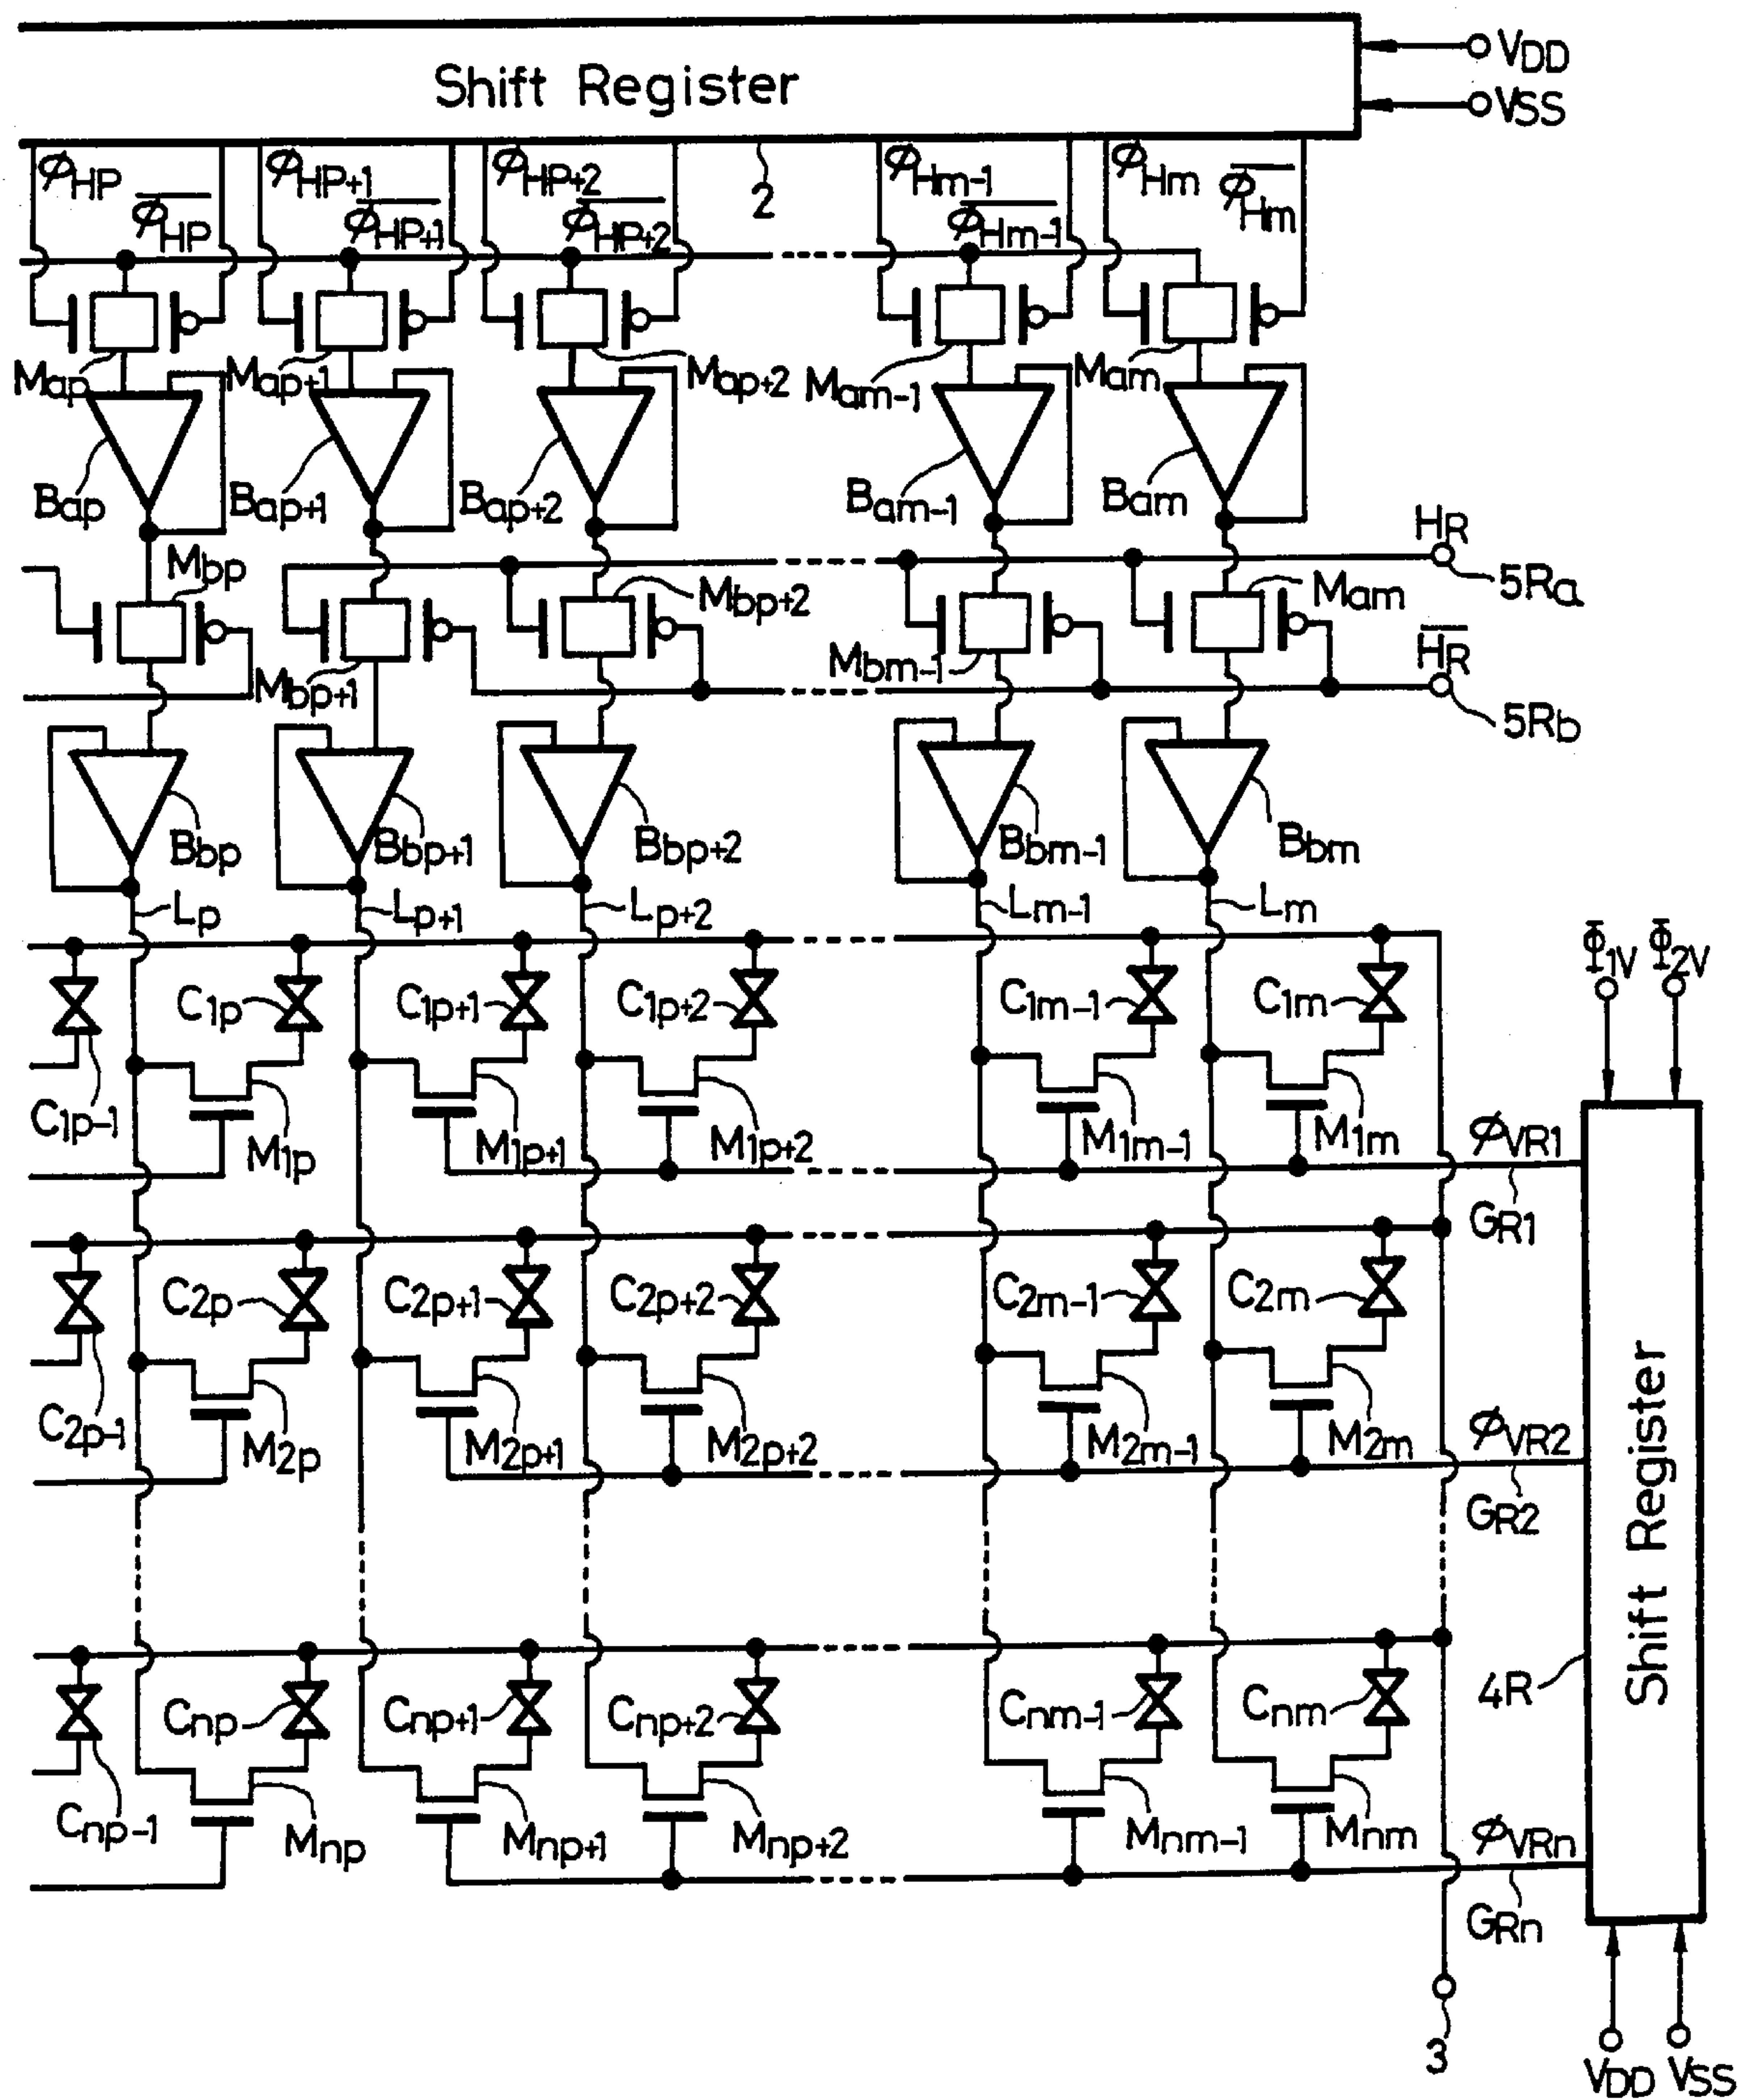 Shift Register
VDD
VSS
φHP φHP+1 φHP+2 2 φHm-1 φHm
φHP φHP+1 φHP+2 φHm-1 φHm
Map Map+1 Map+2 Mam-1 Mam
Bap Bap+1 Bap+2 Bam-1 Bam
HR
5Ra
Mbp Mbp+2 Mam
HR
Mbp+1 Mbm-1
5Rb
Bbp Bbp+1 Bbp+2 Bbm-1 Bbm
Lp Lp+1 Lp+2 Lm-1 Lm
Φ1V Φ2V
C1p C1p+1 C1p+2 C1m-1 C1m
C1p-1 M1p M1p+1 M1p+2 M1m-1 M1m φVR1
GR1
C2p C2p+1 C2p+2 C2m-1 C2m
C2p-1 M2p M2p+1 M2p+2 M2m-1 M2m φVR2
GR2
Shift Register
4R
Cnp Cnp+1 Cnp+2 Cnm-1 Cnm
Cnp-1 Mnp Mnp+1 Mnp+2 Mnm-1 Mnm φVRn
GRn
3
VDD VSS